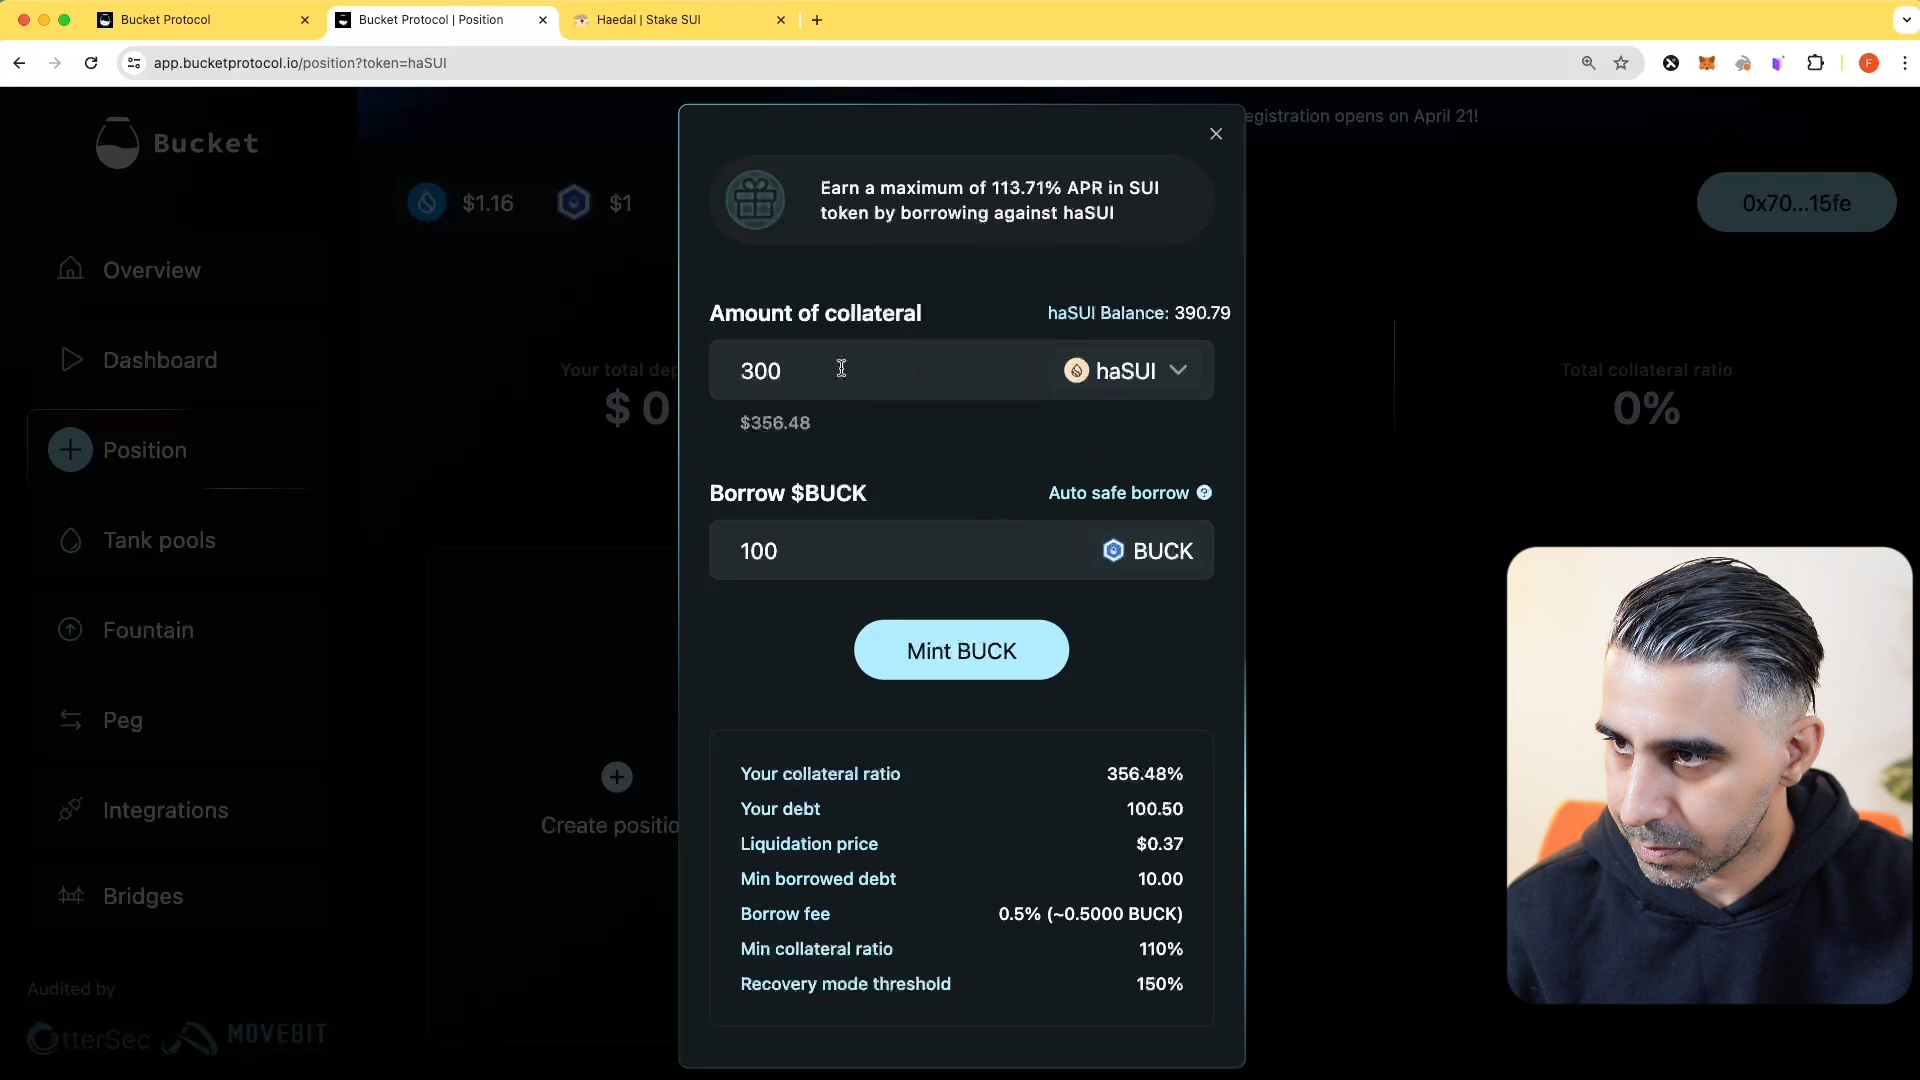 Bucket Protocol
Bucket Protocol | Position
Haedal | Stake SUI
app.bucketprotocol.io/position?token=haSUI
F
egistration opens on April 21!
Bucket
$1.16
$1
0x70...15fe
Earn a maximum of 113.71% APR in SUI
token by borrowing against haSUI
Overview
Dashboard
Position
Tank pools
Fountain
Peg
Integrations
Bridges
Audited by
OtterSec
MOVEBIT
Your total dep
$ 0
Total collateral ratio
0%
Create positio
Amount of collateral
haSUI Balance: 390.79
300
haSUI
$356.48
Borrow $BUCK
Auto safe borrow ?
100
BUCK
Mint BUCK
Your collateral ratio 356.48%
Your debt 100.50
Liquidation price $0.37
Min borrowed debt 10.00
Borrow fee 0.5% (~0.5000 BUCK)
Min collateral ratio 110%
Recovery mode threshold 150%